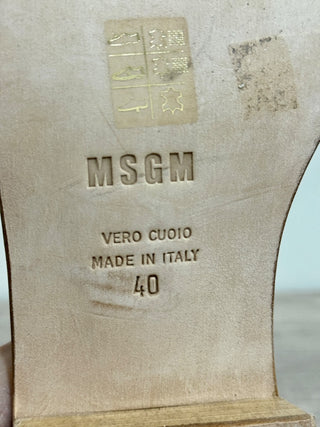 MSGM
VERO CUOIO
MADE IN ITALY
40